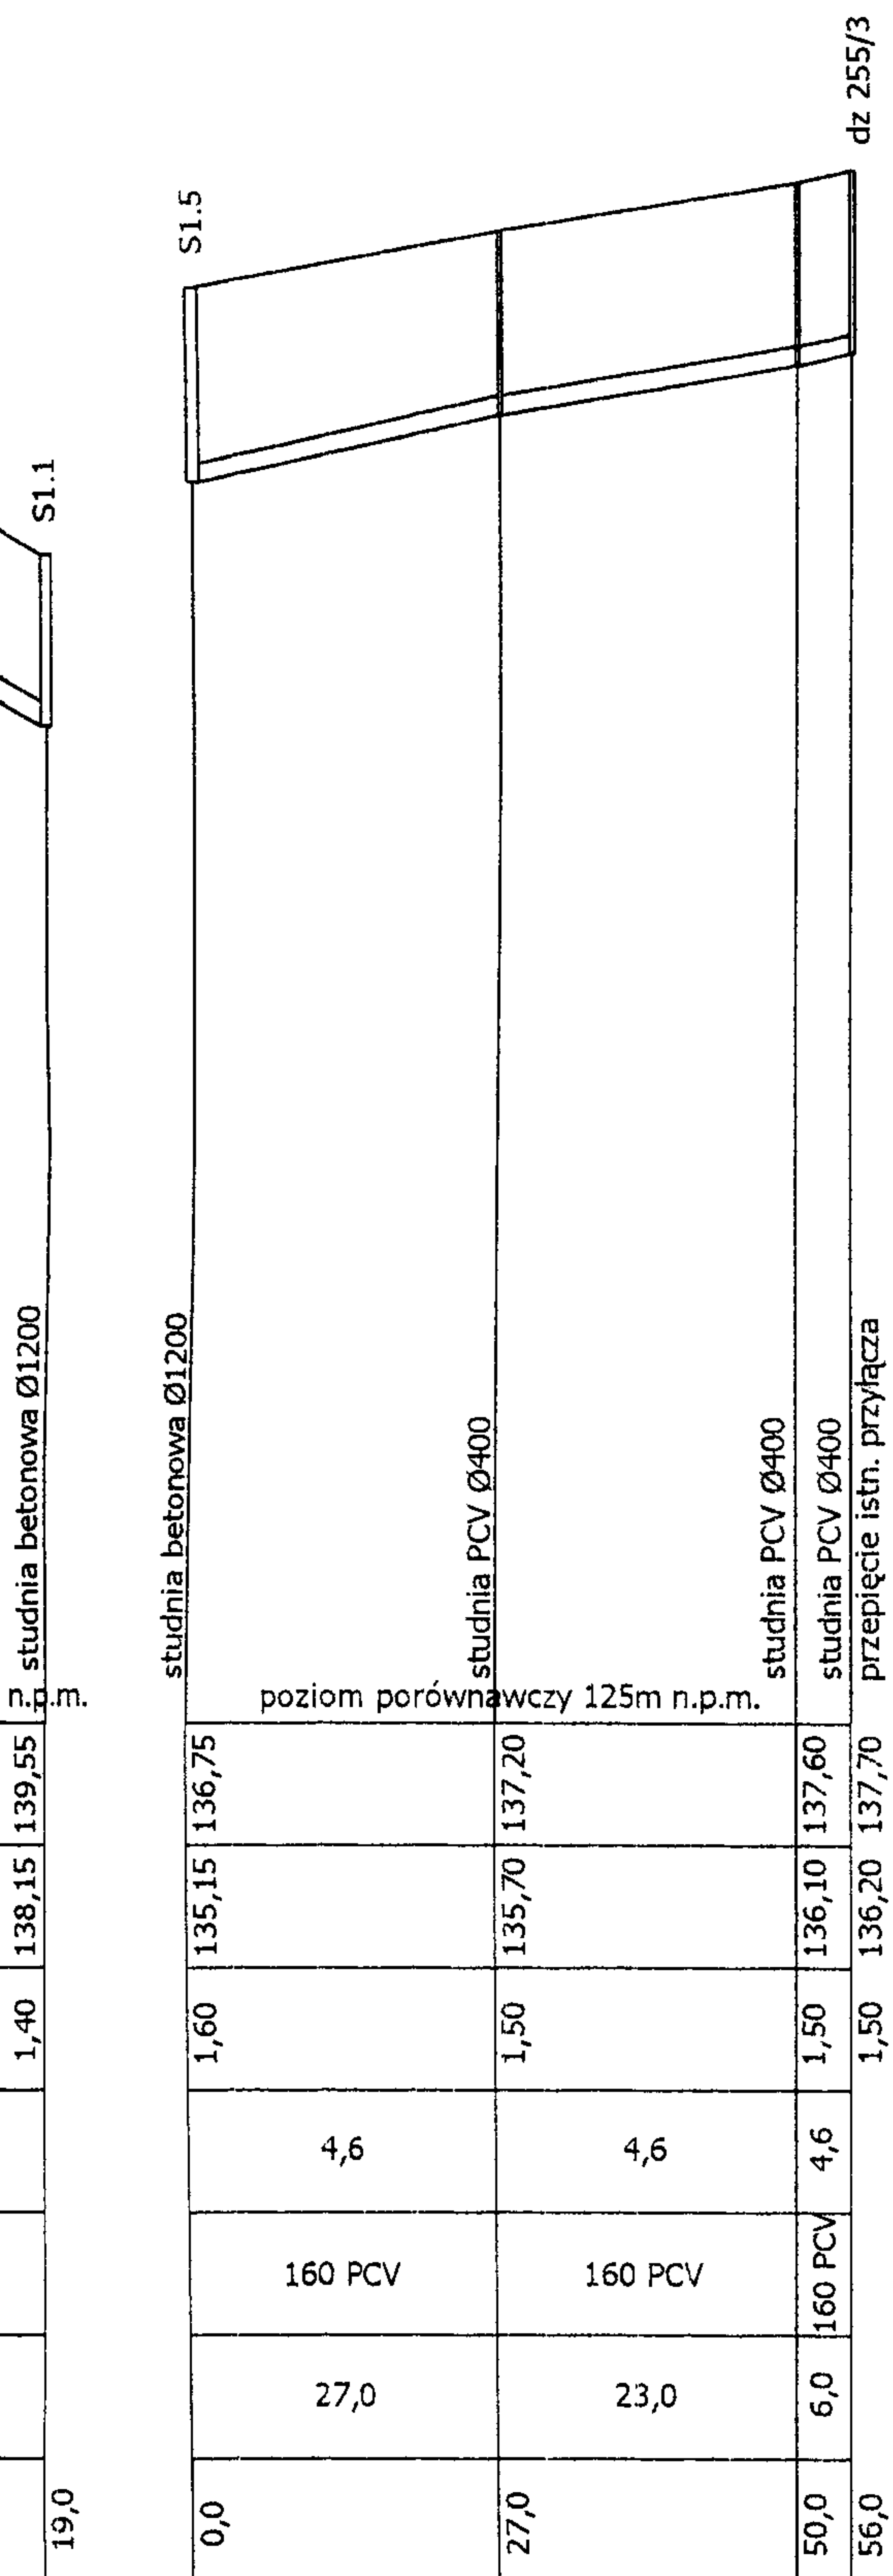 S1.1
S1.5
dz 255/3
studnia betonowa Ø1200
studnia betonowa Ø1200
studnia PCV Ø400
studnia PCV Ø400
studnia PCV Ø400
przepięcie istn. przyłącza
n.p.m.
poziom porównawczy 125m n.p.m.
139,55
136,75
137,20
137,60
137,70
138,15
135,15
135,70
136,10
136,20
1,40
1,60
1,50
1,50
1,50
4,6
4,6
4,6
160 PCV
160 PCV
160 PCV
27,0
23,0
6,0
19,0
0,0
27,0
50,0
56,0